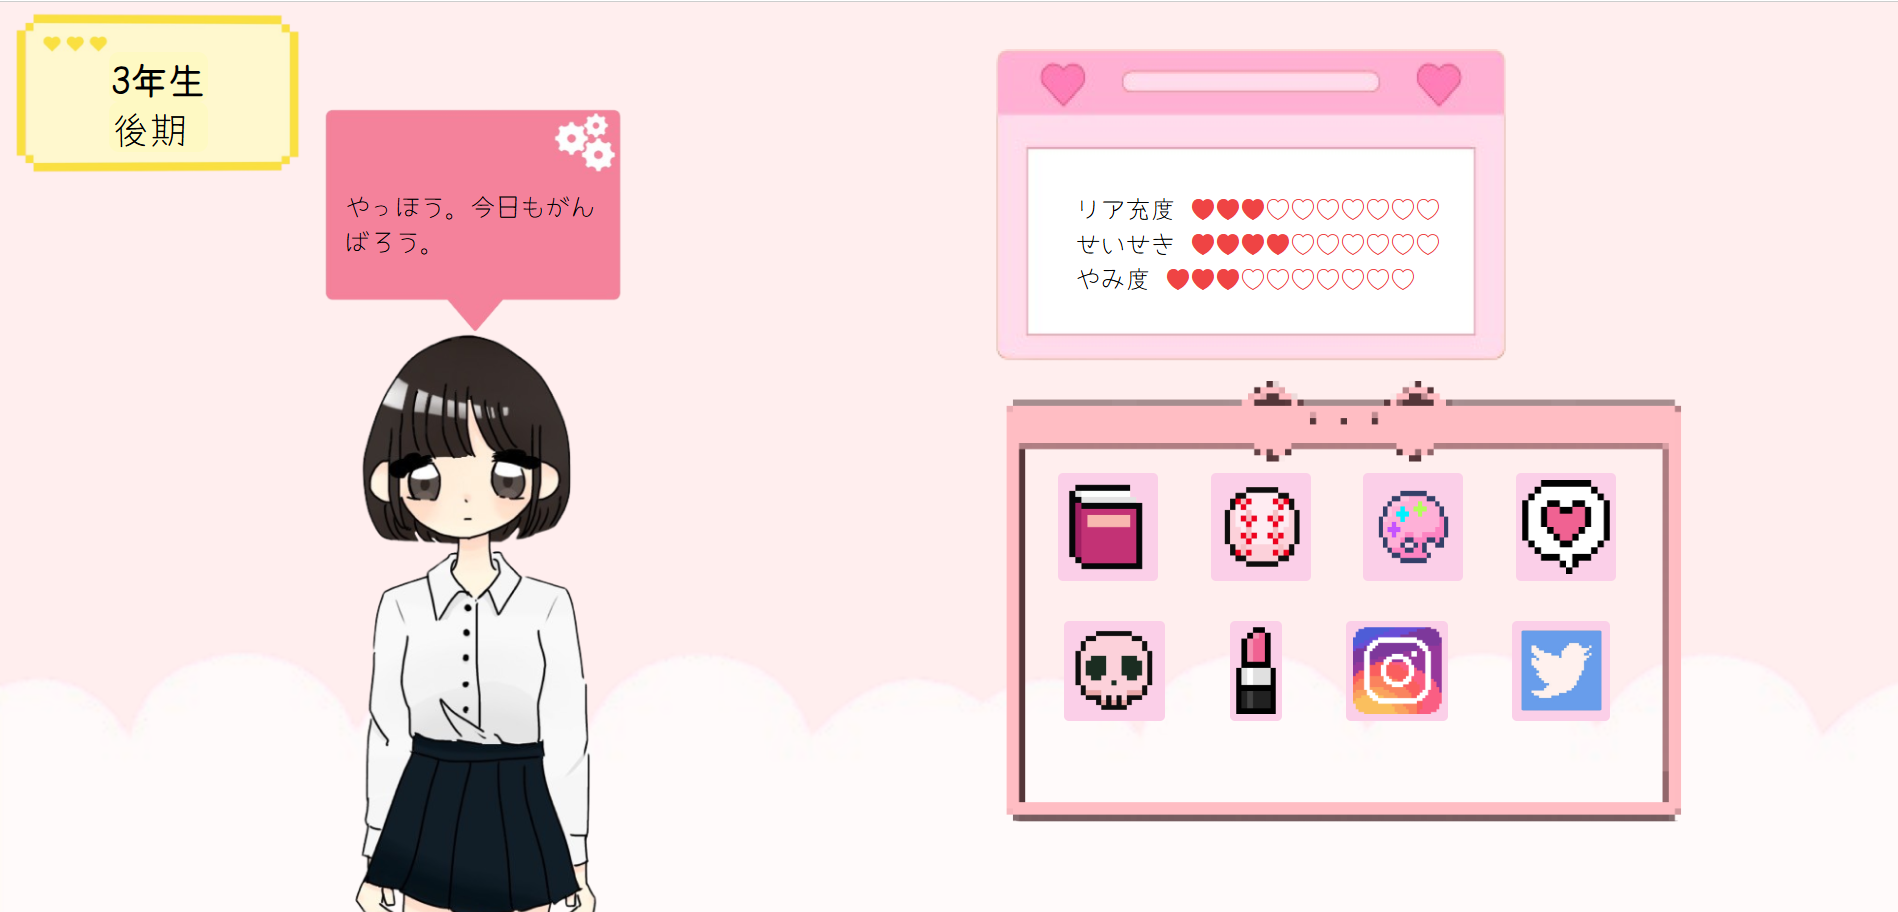 3年生
後期
やっほう。今日もがん
ばろう。
リア充度 ♥♥♥♡♡♡♡♡♡♡
せいせき ♥♥♥♥♡♡♡♡♡♡
やみ度 ♥♥♥♡♡♡♡♡♡♡